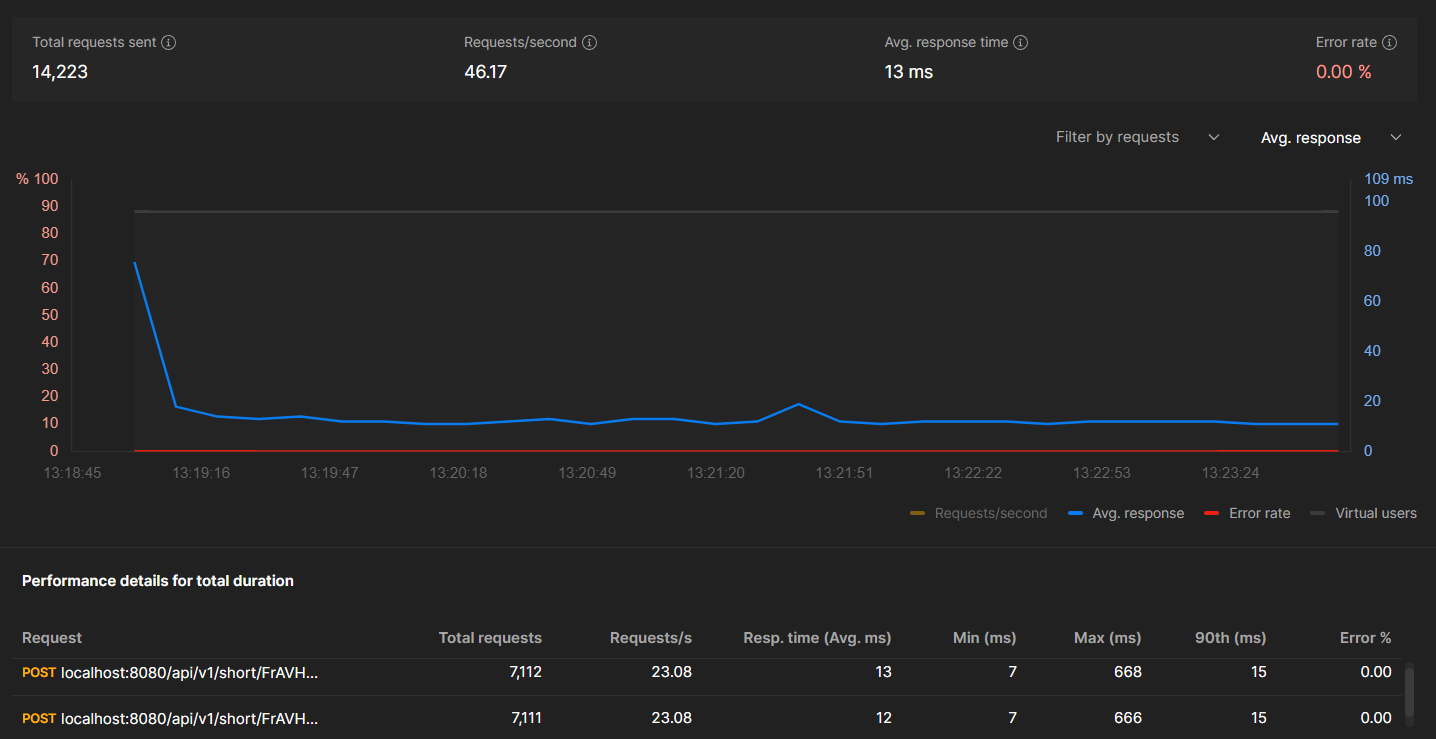 Total requests sent Requests/second Avg. response time Error rate
14,223 46.17 13 ms 0.00 %
Filter by requests Avg. response
% 100 109 ms
90 100
80 80
70
60 60
50
40 40
30
20 20
10
0 0
13:18:45 13:19:16 13:19:47 13:20:18 13:20:49 13:21:20 13:21:51 13:22:22 13:22:53 13:23:24
Requests/second Avg. response Error rate Virtual users
Performance details for total duration
Request Total requests Requests/s Resp. time (Avg. ms) Min (ms) Max (ms) 90th (ms) Error %
POST localhost:8080/api/v1/short/FrAVH... 7,112 23.08 13 7 668 15 0.00
POST localhost:8080/api/v1/short/FrAVH... 7,111 23.08 12 7 666 15 0.00